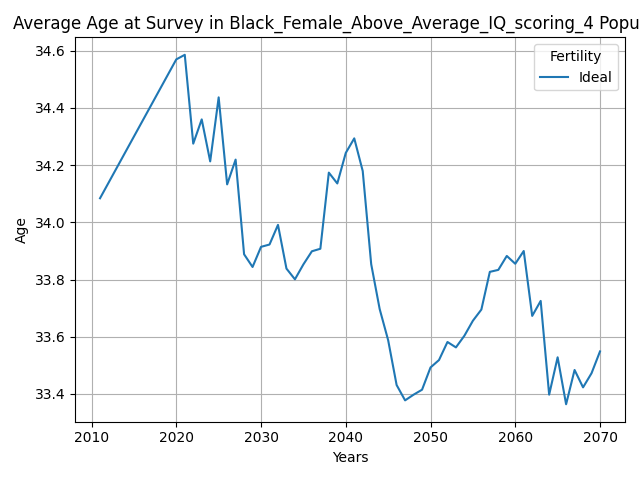 Average Age at Survey in Black_Female_Above_Average_IQ_scoring_4 Popu
34.6
34.4
34.2
34.0
33.8
33.6
33.4
Age
Fertility
Ideal
2010 2020 2030 2040 2050 2060 2070
Years